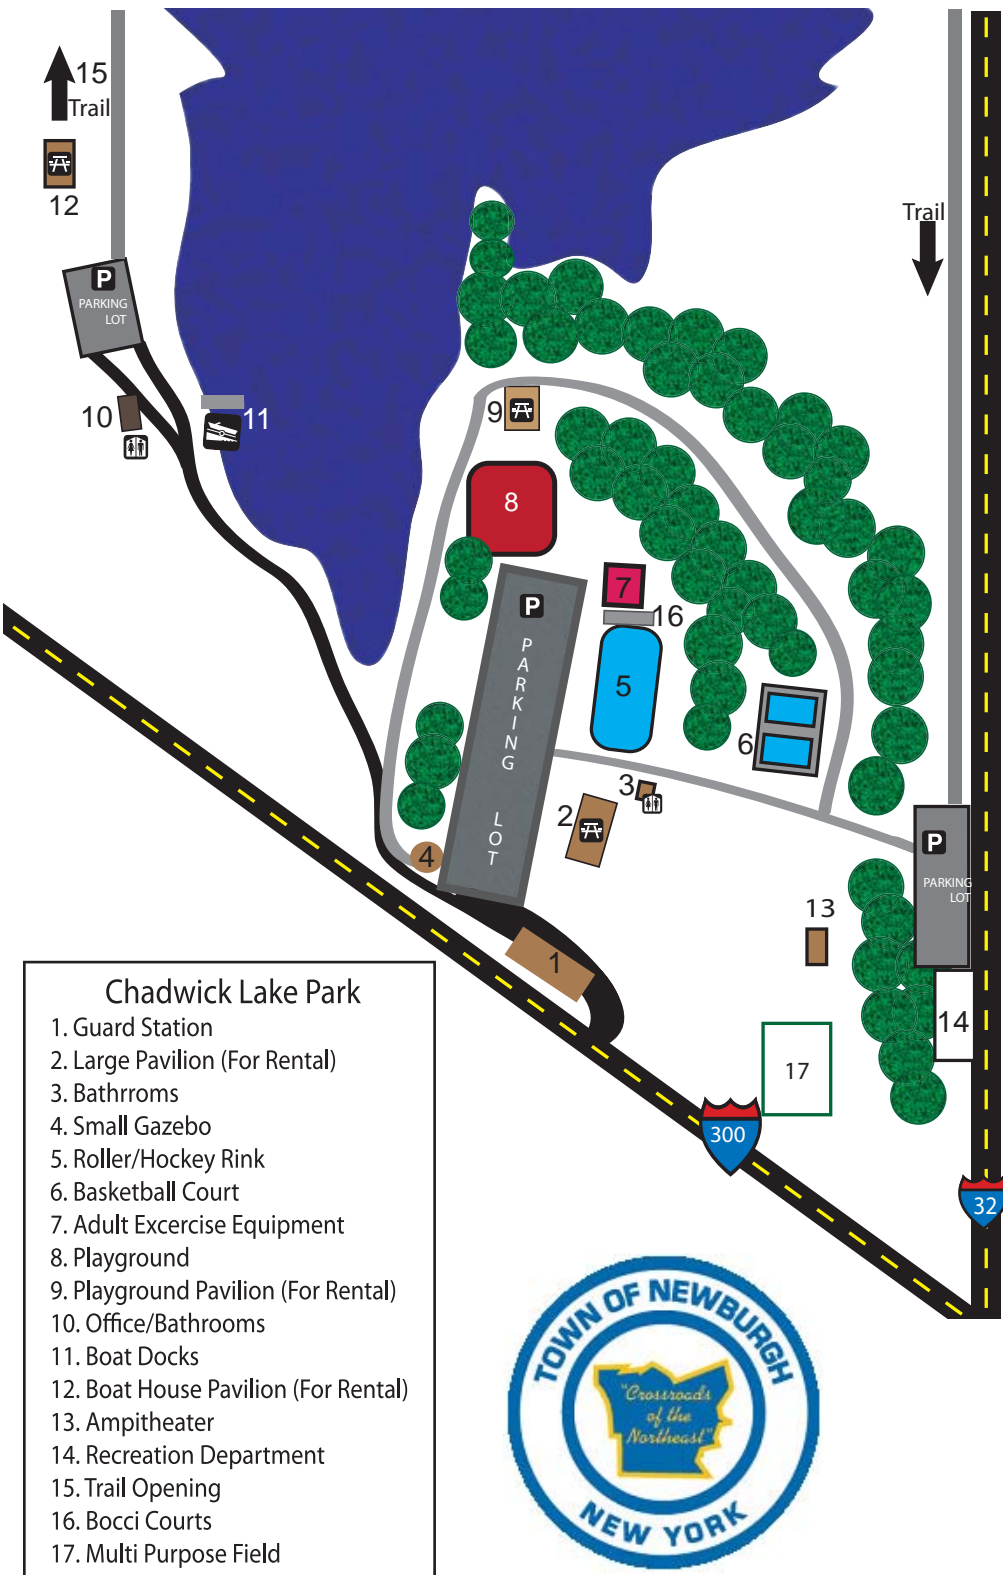 15
Trail
12
Trail
P
PARKING
LOT
10
11
9
8
7
16
P
PARKING LOT
5
6
3
2
4
P
PARKING
LOT
13
1
14
17
300
32
Chadwick Lake Park
1. Guard Station
2. Large Pavilion (For Rental)
3. Bathrroms
4. Small Gazebo
5. Roller/Hockey Rink
6. Basketball Court
7. Adult Excercise Equipment
8. Playground
9. Playground Pavilion (For Rental)
10. Office/Bathrooms
11. Boat Docks
12. Boat House Pavilion (For Rental)
13. Ampitheater
14. Recreation Department
15. Trail Opening
16. Bocci Courts
17. Multi Purpose Field
TOWN OF NEWBURGH
"Crossroads
of the
Northeast"
NEW YORK